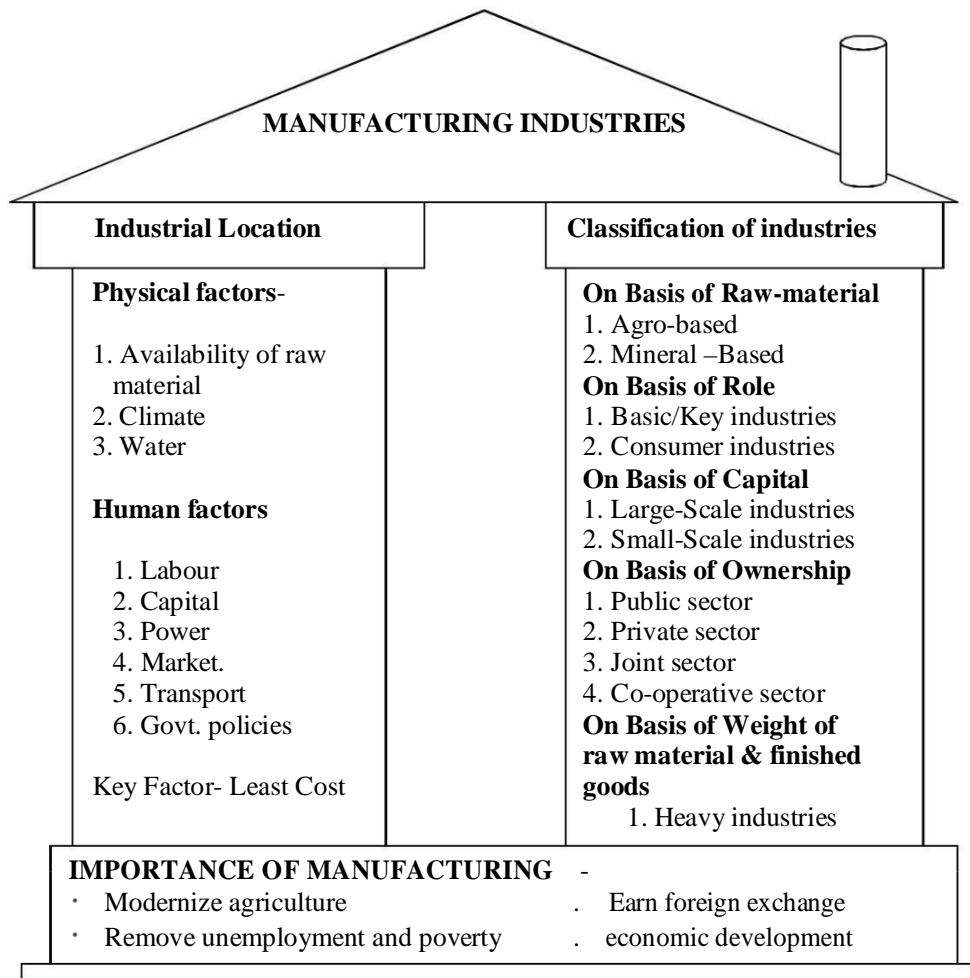 MANUFACTURING INDUSTRIES
Industrial Location
Physical factors-
1. Availability of raw
material
2. Climate
3. Water
Human factors
1. Labour
2. Capital
3. Power
4. Market.
5. Transport
6. Govt. policies
Key Factor- Least Cost
Classification of industries
On Basis of Raw-material
1. Agro-based
2. Mineral –Based
On Basis of Role
1. Basic/Key industries
2. Consumer industries
On Basis of Capital
1. Large-Scale industries
2. Small-Scale industries
On Basis of Ownership
1. Public sector
2. Private sector
3. Joint sector
4. Co-operative sector
On Basis of Weight of
raw material & finished
goods
1. Heavy industries
IMPORTANCE OF MANUFACTURING -
· Modernize agriculture . Earn foreign exchange
· Remove unemployment and poverty . economic development